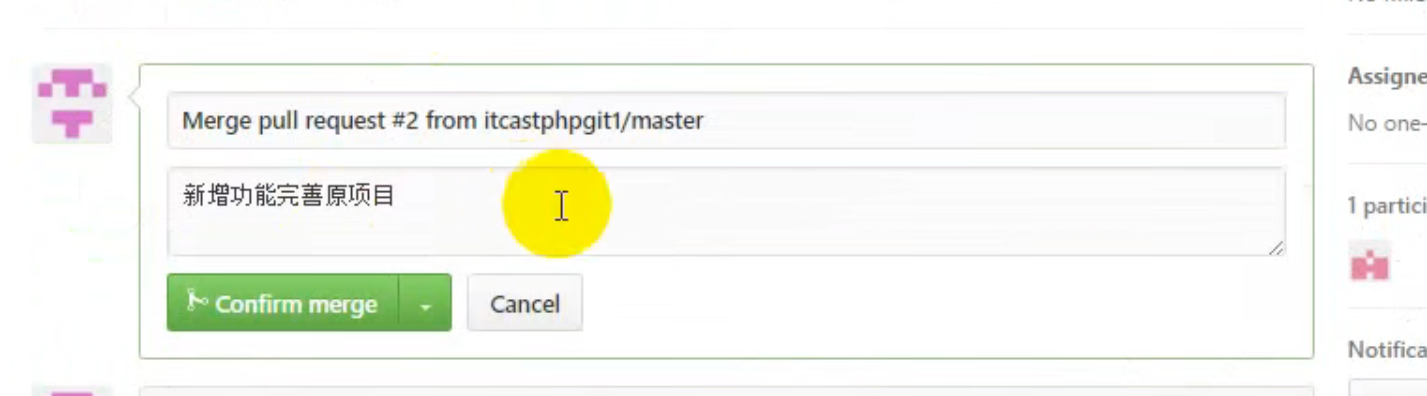 Assigne
Merge pull request #2 from itcastphpgit1/master
No one-
新增功能完善原项目
1 partici
Confirm merge
Cancel
Notifica